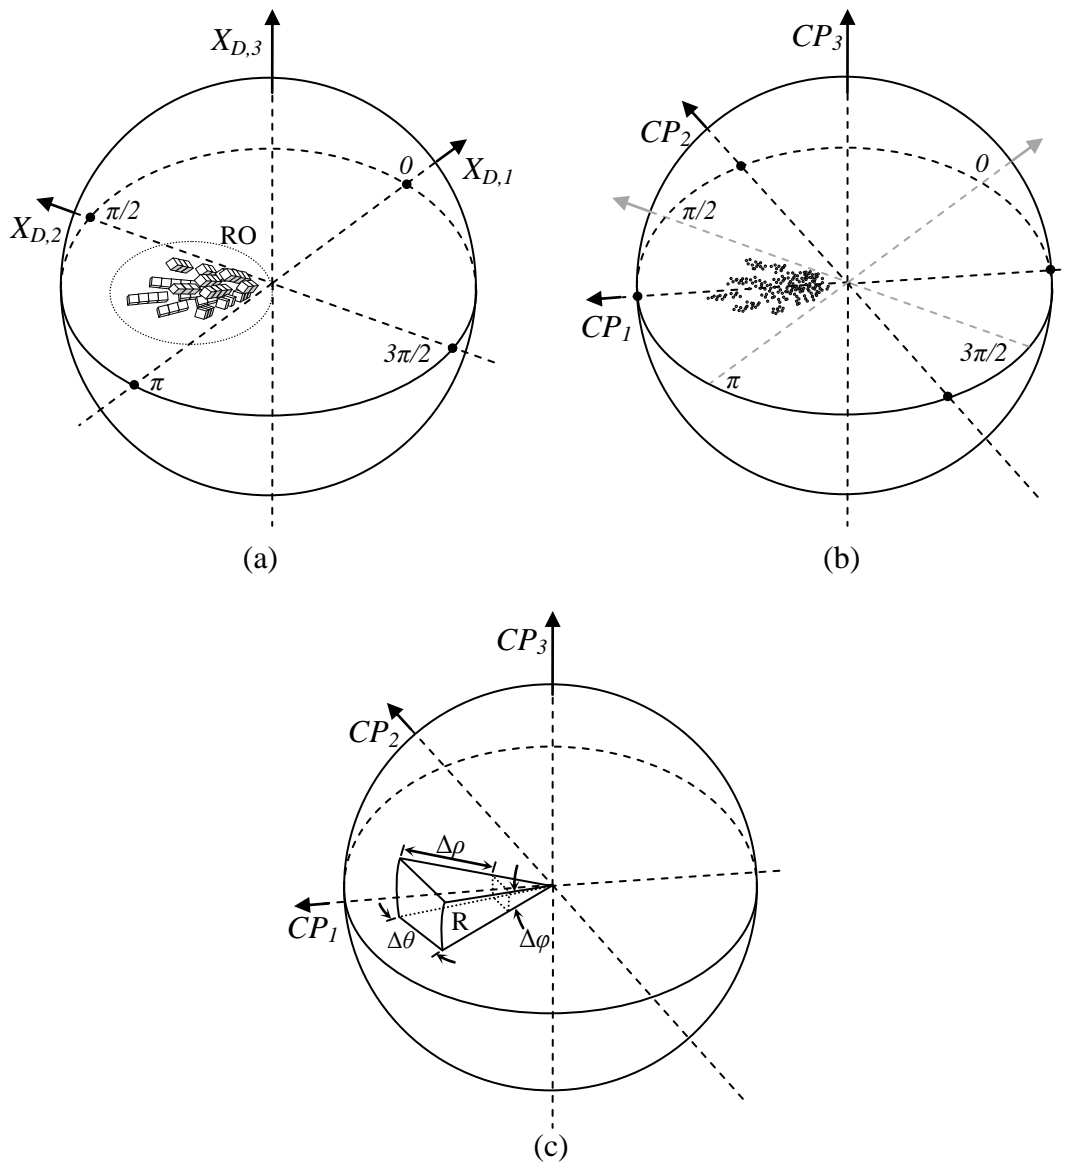 X_{D,3}
X_{D,1}
0
X_{D,2}
π/2
RO
3π/2
π
(a)
CP_3
CP_2
0
π/2
CP_1
3π/2
π
(b)
CP_3
CP_2
Δρ
CP_1
R
Δθ
Δφ
(c)